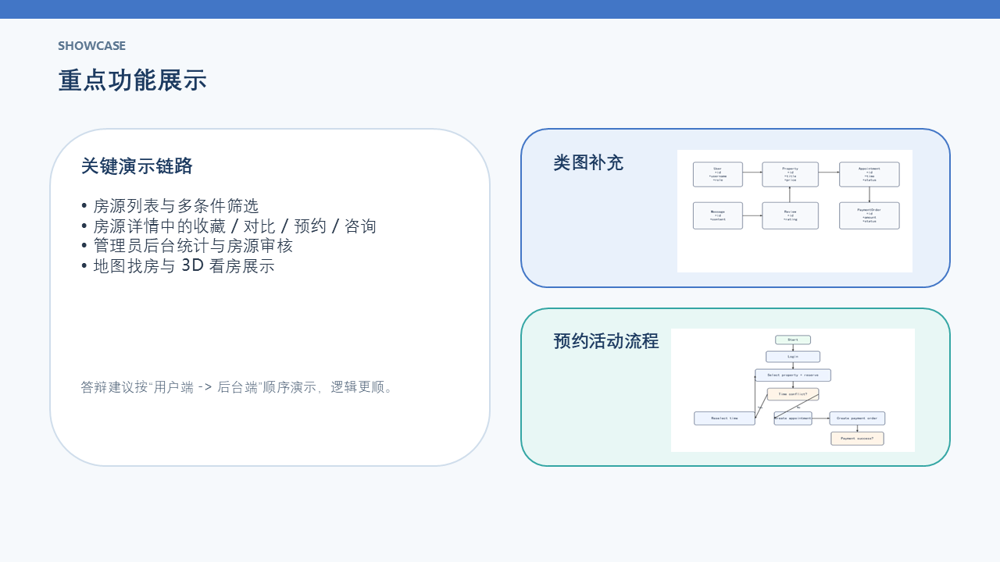 SHOWCASE
重点功能展示
关键演示链路
• 房源列表与多条件筛选
• 房源详情中的收藏 / 对比 / 预约 / 咨询
• 管理员后台统计与房源审核
• 地图找房与 3D 看房展示
答辩建议按“用户端 -> 后台端”顺序演示，逻辑更顺。
类图补充
User
+id
+username
+role
Property
+id
+title
+price
Appointment
+id
+time
+status
Message
+id
+content
Review
+id
+rating
PaymentOrder
+id
+amount
+status
预约活动流程
Start
Login
Select property + reserve
Time conflict?
No
Reselect time
Create appointment
Create payment order
Payment success?